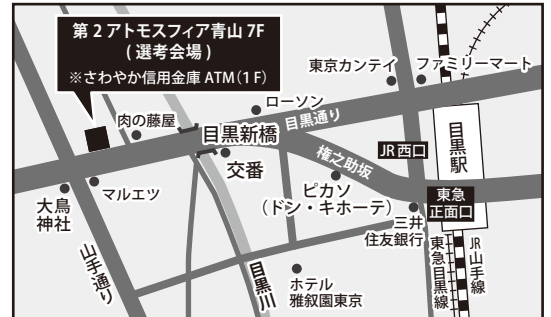 第2アトモスフィア青山 7F
(選考会場)
※さわやか信用金庫 ATM(1F)
東京カンテイ
ファミリーマート
ローソン
目黒通り
肉の藤屋
目黒新橋
交番
権之助坂
JR西口
目黒駅
マルエツ
大鳥
神社
ピカソ
(ドン・キホーテ)
東急
正面口
三井
住友銀行
山手通り
目黒川
ホテル
雅叙園東京
東急目黒線
JR山手線